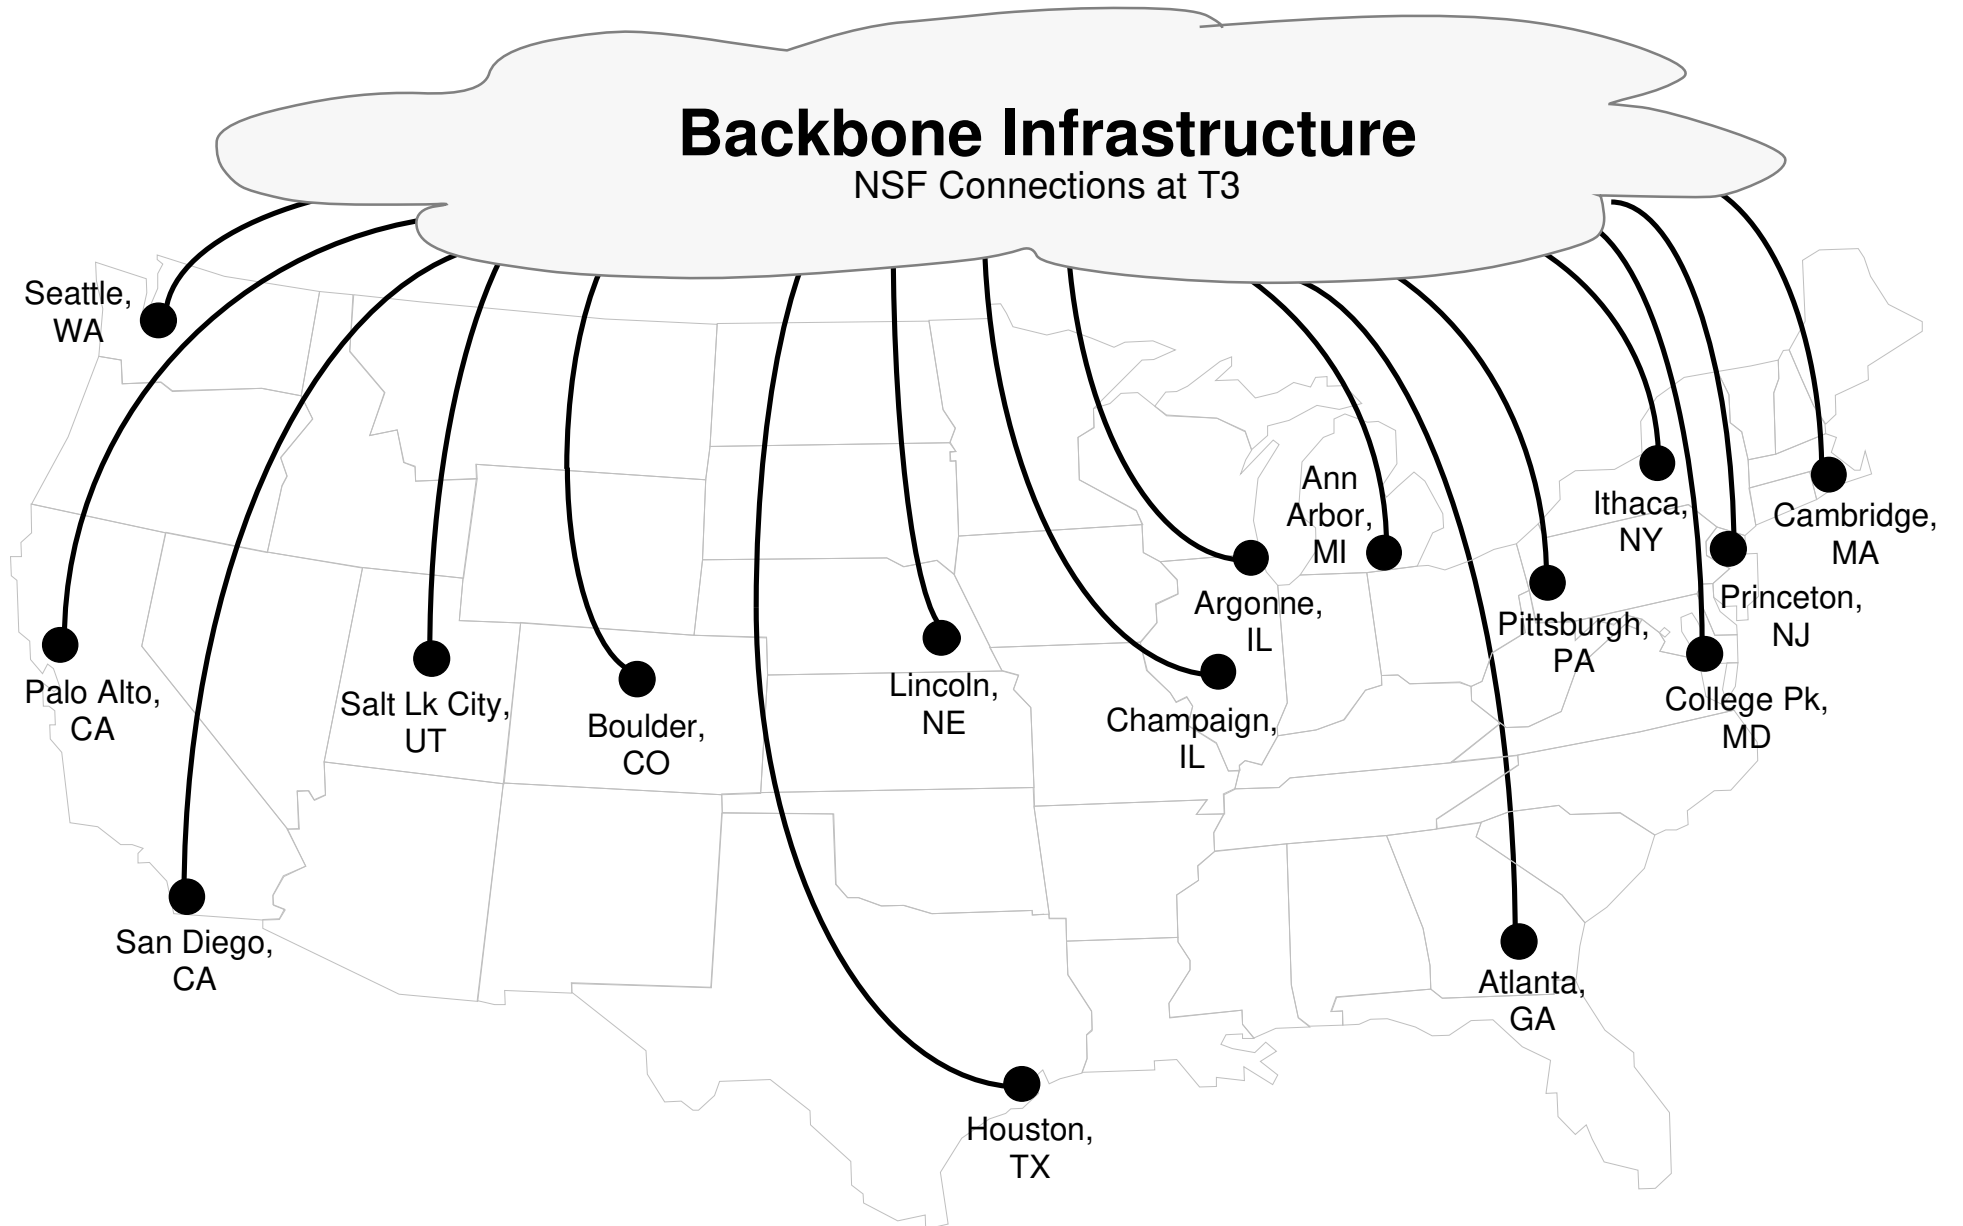 Backbone Infrastructure
NSF Connections at T3
Seattle,
WA
Palo Alto,
CA
San Diego,
CA
Salt Lk City,
UT
Boulder,
CO
Houston,
TX
Lincoln,
NE
Champaign,
IL
Argonne,
IL
Ann
Arbor,
MI
Atlanta,
GA
Pittsburgh,
PA
Ithaca,
NY
College Pk,
MD
Princeton,
NJ
Cambridge,
MA